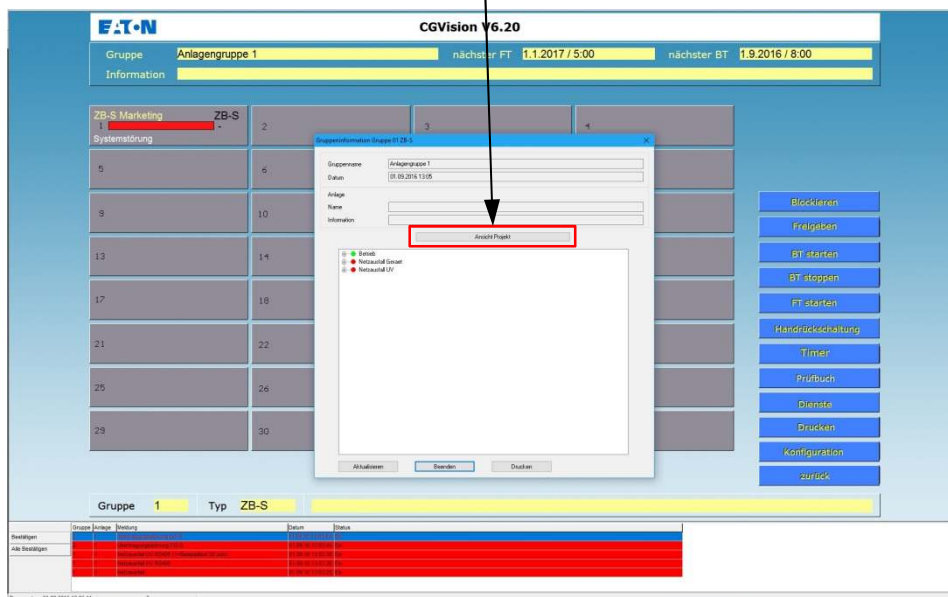 EATON
CGVision V6.20
Gruppe Anlagengruppe 1 nächster FT 1.1.2017 / 5:00 nächster BT 1.9.2016 / 8:00
Information
ZB-S Marketing ZB-S
1 -
Systemstörung
2
3
4
Gruppeninformation Gruppe 01 ZB-S
Gruppenname Anlagengruppe 1
Datum 01.09.2016 13:05
Anlage
Name
Information
Ansicht Projekt
Betrieb
Netzausfall Geraet
Netzausfall UV
Aktualisieren Beenden Drucken
5
6
9
10
13
14
17
18
21
22
25
26
29
30
Blockieren
Freigeben
BT starten
BT stoppen
FT starten
Handrückschaltung
Timer
Prüfbuch
Dienste
Drucken
Konfiguration
zurück
Gruppe 1 Typ ZB-S
Gruppe Anlage Meldung Datum Status
Bestätigen
Alle Bestätigen